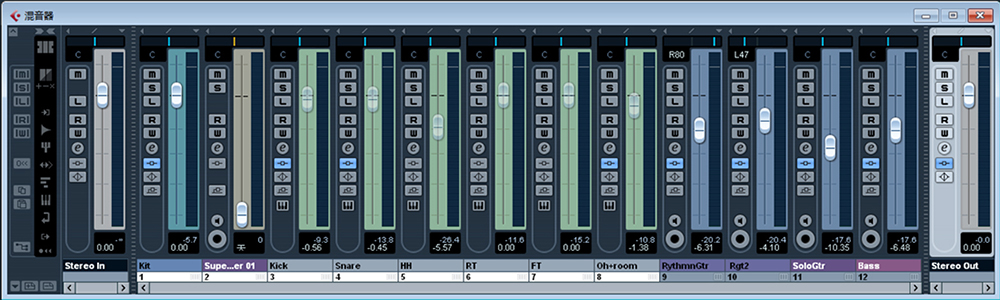 混音器
C C C C C C C C C R80 L47 C C C
-∞ -5.7 0 -9.3 -13.8 -26.4 -11.6 -15.2 -10.8 -20.2 -7.2 -17.6 -17.6 -0.0
0.00 0.00 -0.56 -0.45 -5.57 0.00 0.00 -1.38 -6.31 -4.10 -10.35 -6.48 0.00
Stereo In Kit Supe...er 01 Kick Snare HH RT FT Oh+room RythmnGtr Rgt2 SoloGtr Bass Stereo Out
1 2 3 4 5 6 7 8 9 10 11 12